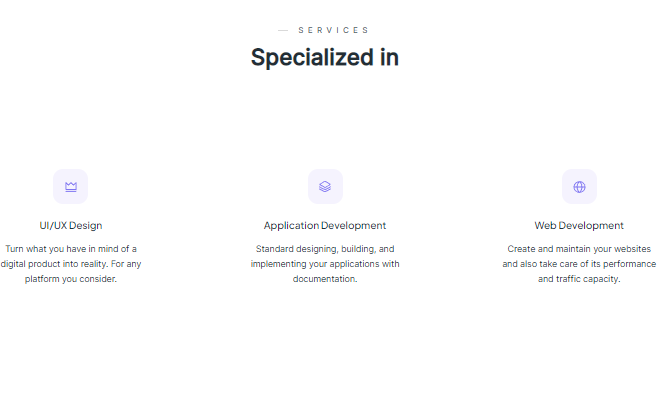 — SERVICES
Specialized in
UI/UX Design
Turn what you have in mind of a
digital product into reality. For any
platform you consider.
Application Development
Standard designing, building, and
implementing your applications with
documentation.
Web Development
Create and maintain your websites
and also take care of its performance
and traffic capacity.